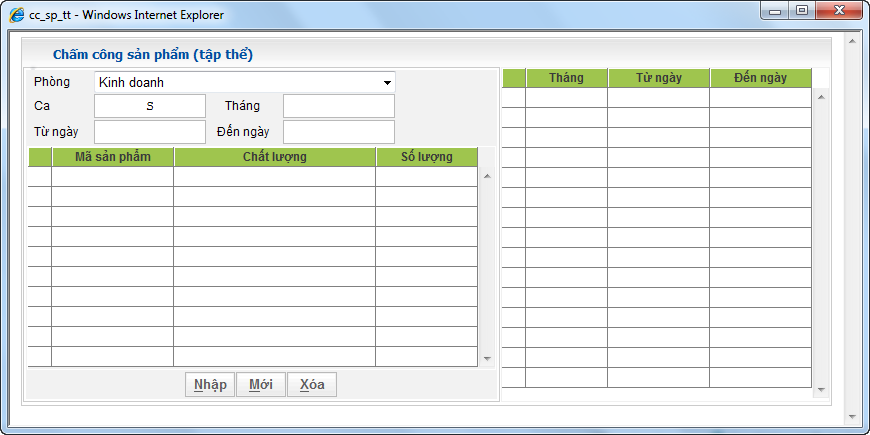 cc_sp_tt - Windows Internet Explorer
Chấm công sản phẩm (tập thể)
Phòng Kinh doanh
Ca S Tháng
Từ ngày Đến ngày
Mã sản phẩm Chất lượng Số lượng
Nhập Mới Xóa
Tháng Từ ngày Đến ngày